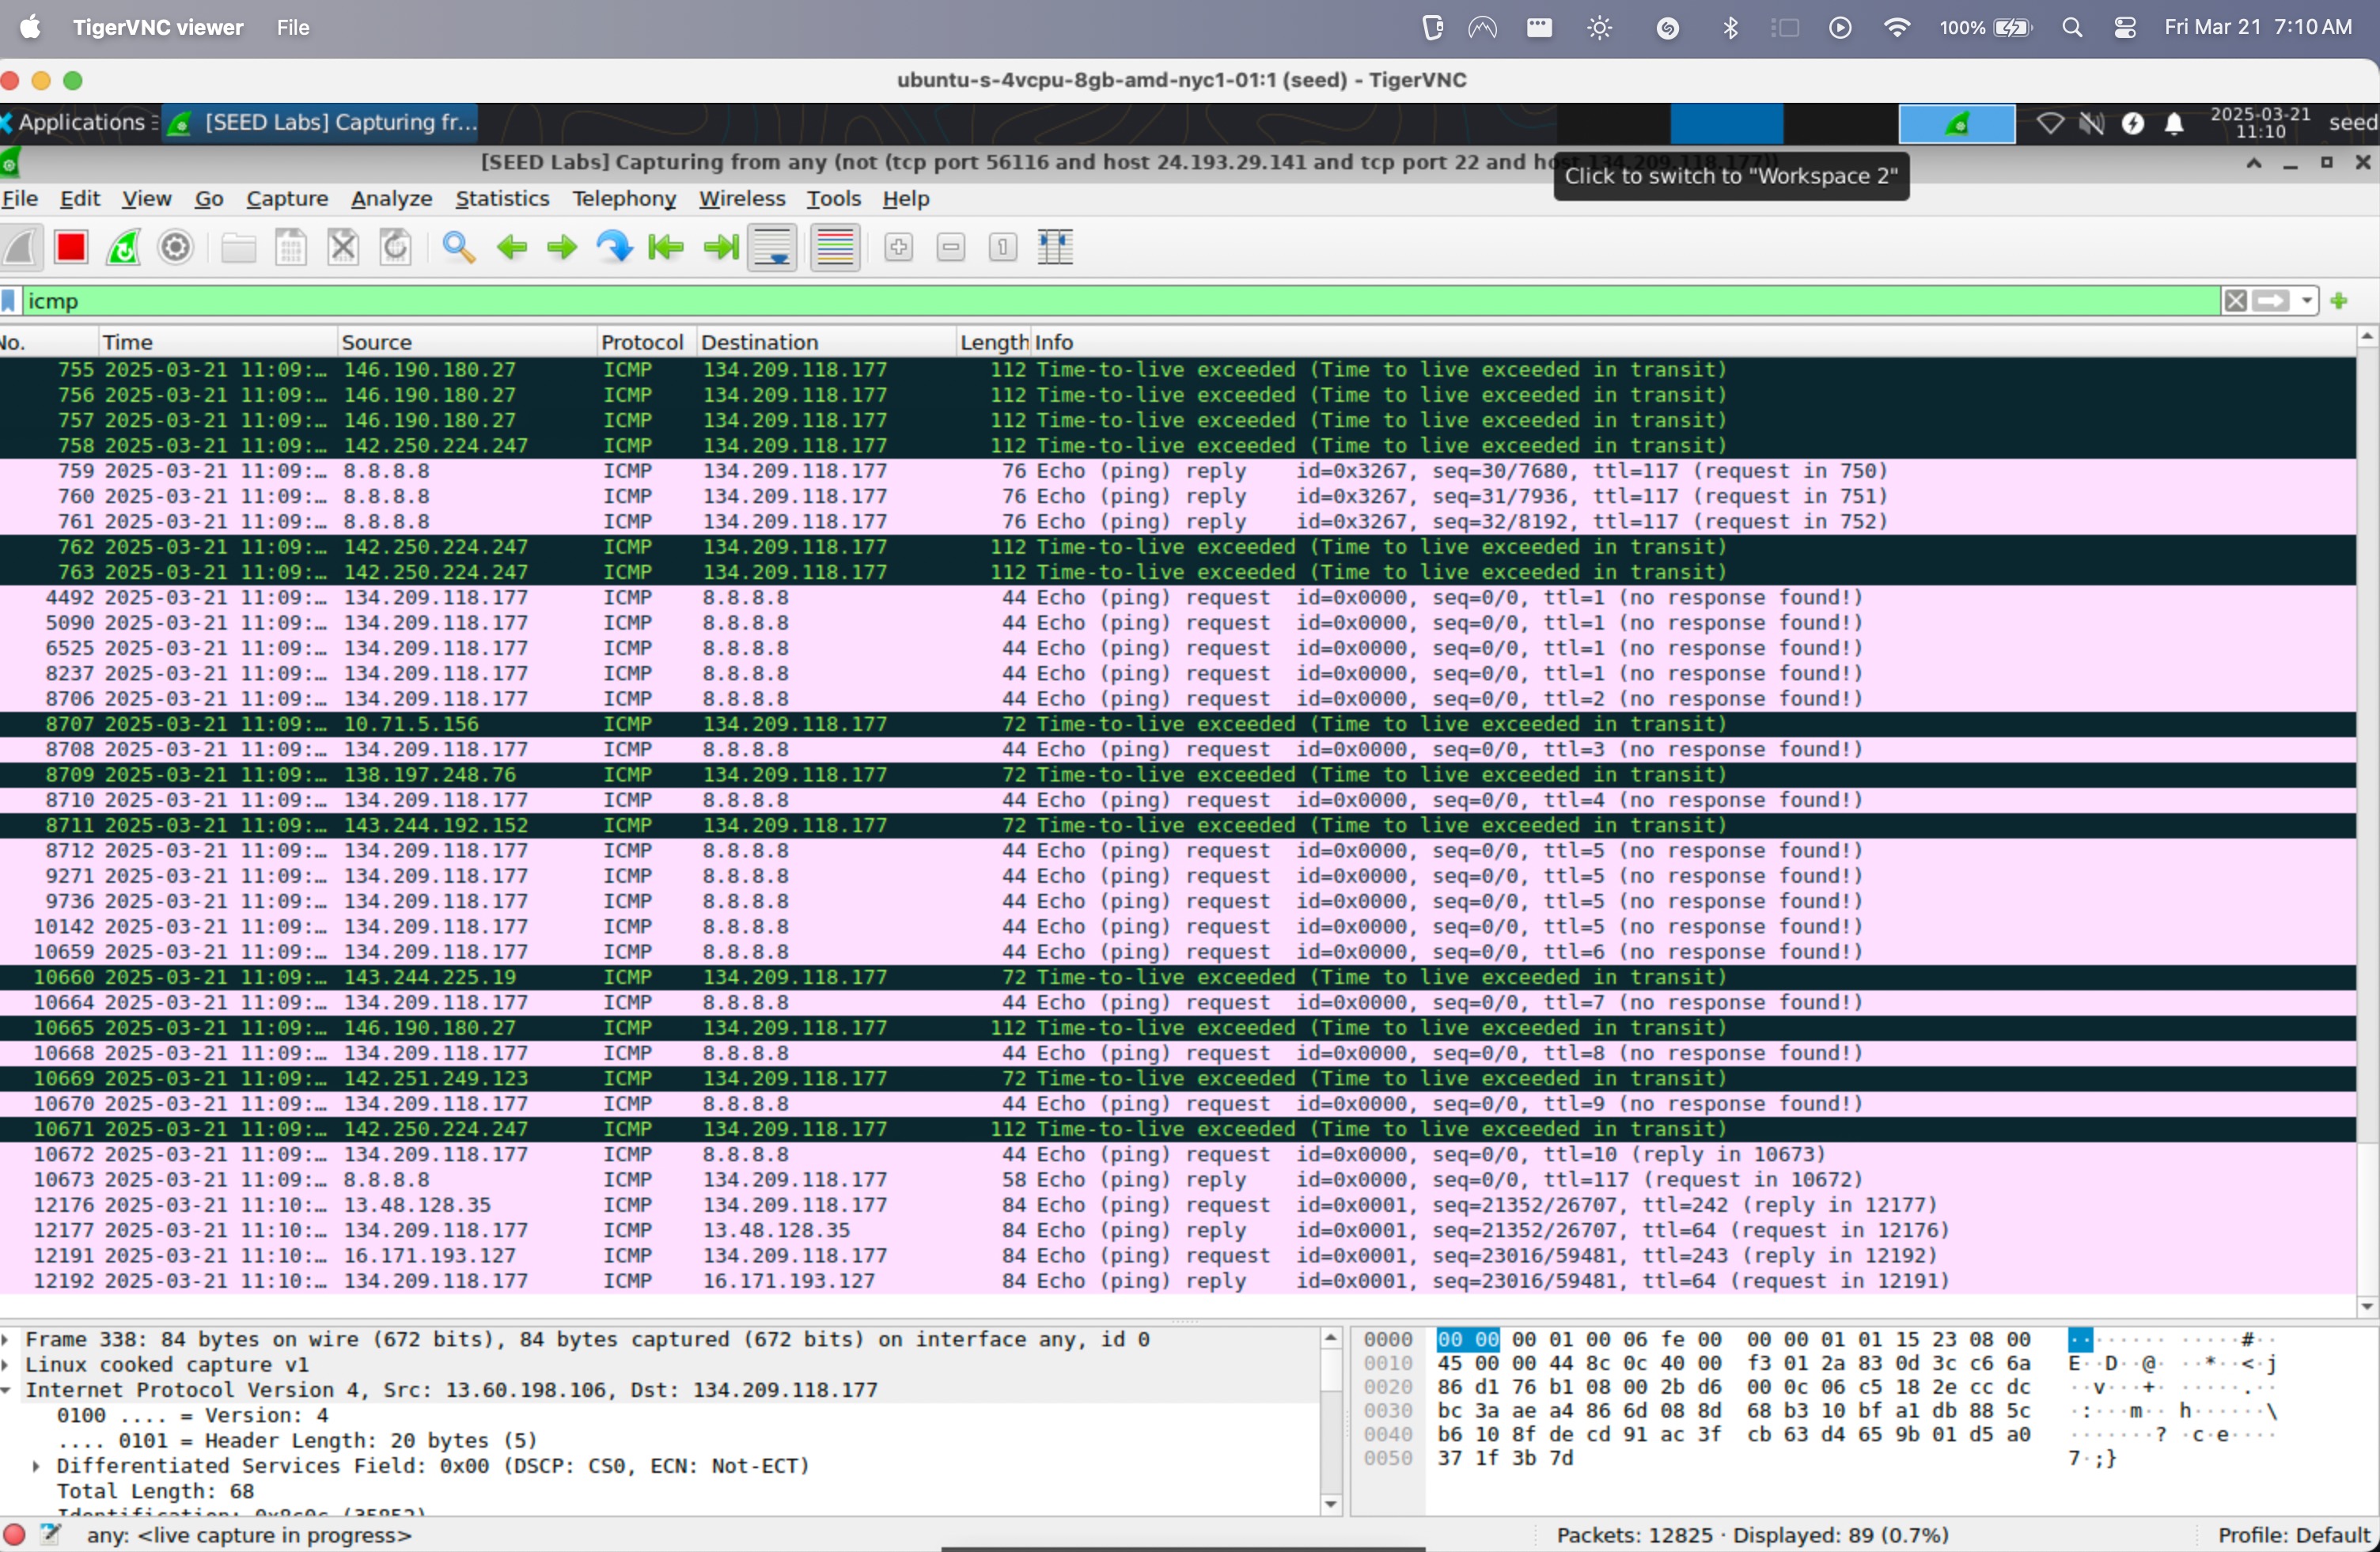 TigerVNC viewer File 100% Fri Mar 21 7:10 AM
ubuntu-s-4vcpu-8gb-amd-nyc1-01:1 (seed) - TigerVNC
Applications [SEED Labs] Capturing fr... 2025-03-21 11:10 seed
[SEED Labs] Capturing from any (not (tcp port 56116 and host 24.193.29.141 and tcp port 22 and host 134.209.118.177))
Click to switch to "Workspace 2"
File Edit View Go Capture Analyze Statistics Telephony Wireless Tools Help
icmp
No. Time Source Protocol Destination Length Info
755 2025-03-21 11:09:… 146.190.180.27 ICMP 134.209.118.177 112 Time-to-live exceeded (Time to live exceeded in transit)
756 2025-03-21 11:09:… 146.190.180.27 ICMP 134.209.118.177 112 Time-to-live exceeded (Time to live exceeded in transit)
757 2025-03-21 11:09:… 146.190.180.27 ICMP 134.209.118.177 112 Time-to-live exceeded (Time to live exceeded in transit)
758 2025-03-21 11:09:… 142.250.224.247 ICMP 134.209.118.177 112 Time-to-live exceeded (Time to live exceeded in transit)
759 2025-03-21 11:09:… 8.8.8.8 ICMP 134.209.118.177 76 Echo (ping) reply id=0x3267, seq=30/7680, ttl=117 (request in 750)
760 2025-03-21 11:09:… 8.8.8.8 ICMP 134.209.118.177 76 Echo (ping) reply id=0x3267, seq=31/7936, ttl=117 (request in 751)
761 2025-03-21 11:09:… 8.8.8.8 ICMP 134.209.118.177 76 Echo (ping) reply id=0x3267, seq=32/8192, ttl=117 (request in 752)
762 2025-03-21 11:09:… 142.250.224.247 ICMP 134.209.118.177 112 Time-to-live exceeded (Time to live exceeded in transit)
763 2025-03-21 11:09:… 142.250.224.247 ICMP 134.209.118.177 112 Time-to-live exceeded (Time to live exceeded in transit)
4492 2025-03-21 11:09:… 134.209.118.177 ICMP 8.8.8.8 44 Echo (ping) request id=0x0000, seq=0/0, ttl=1 (no response found!)
5090 2025-03-21 11:09:… 134.209.118.177 ICMP 8.8.8.8 44 Echo (ping) request id=0x0000, seq=0/0, ttl=1 (no response found!)
6525 2025-03-21 11:09:… 134.209.118.177 ICMP 8.8.8.8 44 Echo (ping) request id=0x0000, seq=0/0, ttl=1 (no response found!)
8237 2025-03-21 11:09:… 134.209.118.177 ICMP 8.8.8.8 44 Echo (ping) request id=0x0000, seq=0/0, ttl=1 (no response found!)
8706 2025-03-21 11:09:… 134.209.118.177 ICMP 8.8.8.8 44 Echo (ping) request id=0x0000, seq=0/0, ttl=2 (no response found!)
8707 2025-03-21 11:09:… 10.71.5.156 ICMP 134.209.118.177 72 Time-to-live exceeded (Time to live exceeded in transit)
8708 2025-03-21 11:09:… 134.209.118.177 ICMP 8.8.8.8 44 Echo (ping) request id=0x0000, seq=0/0, ttl=3 (no response found!)
8709 2025-03-21 11:09:… 138.197.248.76 ICMP 134.209.118.177 72 Time-to-live exceeded (Time to live exceeded in transit)
8710 2025-03-21 11:09:… 134.209.118.177 ICMP 8.8.8.8 44 Echo (ping) request id=0x0000, seq=0/0, ttl=4 (no response found!)
8711 2025-03-21 11:09:… 143.244.192.152 ICMP 134.209.118.177 72 Time-to-live exceeded (Time to live exceeded in transit)
8712 2025-03-21 11:09:… 134.209.118.177 ICMP 8.8.8.8 44 Echo (ping) request id=0x0000, seq=0/0, ttl=5 (no response found!)
9271 2025-03-21 11:09:… 134.209.118.177 ICMP 8.8.8.8 44 Echo (ping) request id=0x0000, seq=0/0, ttl=5 (no response found!)
9736 2025-03-21 11:09:… 134.209.118.177 ICMP 8.8.8.8 44 Echo (ping) request id=0x0000, seq=0/0, ttl=5 (no response found!)
10142 2025-03-21 11:09:… 134.209.118.177 ICMP 8.8.8.8 44 Echo (ping) request id=0x0000, seq=0/0, ttl=5 (no response found!)
10659 2025-03-21 11:09:… 134.209.118.177 ICMP 8.8.8.8 44 Echo (ping) request id=0x0000, seq=0/0, ttl=6 (no response found!)
10660 2025-03-21 11:09:… 143.244.225.19 ICMP 134.209.118.177 72 Time-to-live exceeded (Time to live exceeded in transit)
10664 2025-03-21 11:09:… 134.209.118.177 ICMP 8.8.8.8 44 Echo (ping) request id=0x0000, seq=0/0, ttl=7 (no response found!)
10665 2025-03-21 11:09:… 146.190.180.27 ICMP 134.209.118.177 112 Time-to-live exceeded (Time to live exceeded in transit)
10668 2025-03-21 11:09:… 134.209.118.177 ICMP 8.8.8.8 44 Echo (ping) request id=0x0000, seq=0/0, ttl=8 (no response found!)
10669 2025-03-21 11:09:… 142.251.249.123 ICMP 134.209.118.177 72 Time-to-live exceeded (Time to live exceeded in transit)
10670 2025-03-21 11:09:… 134.209.118.177 ICMP 8.8.8.8 44 Echo (ping) request id=0x0000, seq=0/0, ttl=9 (no response found!)
10671 2025-03-21 11:09:… 142.250.224.247 ICMP 134.209.118.177 112 Time-to-live exceeded (Time to live exceeded in transit)
10672 2025-03-21 11:09:… 134.209.118.177 ICMP 8.8.8.8 44 Echo (ping) request id=0x0000, seq=0/0, ttl=10 (reply in 10673)
10673 2025-03-21 11:09:… 8.8.8.8 ICMP 134.209.118.177 58 Echo (ping) reply id=0x0000, seq=0/0, ttl=117 (request in 10672)
12176 2025-03-21 11:10:… 13.48.128.35 ICMP 134.209.118.177 84 Echo (ping) request id=0x0001, seq=21352/26707, ttl=242 (reply in 12177)
12177 2025-03-21 11:10:… 134.209.118.177 ICMP 13.48.128.35 84 Echo (ping) reply id=0x0001, seq=21352/26707, ttl=64 (request in 12176)
12191 2025-03-21 11:10:… 16.171.193.127 ICMP 134.209.118.177 84 Echo (ping) request id=0x0001, seq=23016/59481, ttl=243 (reply in 12192)
12192 2025-03-21 11:10:… 134.209.118.177 ICMP 16.171.193.127 84 Echo (ping) reply id=0x0001, seq=23016/59481, ttl=64 (request in 12191)
Frame 338: 84 bytes on wire (672 bits), 84 bytes captured (672 bits) on interface any, id 0
Linux cooked capture v1
Internet Protocol Version 4, Src: 13.60.198.106, Dst: 134.209.118.177
0100 .... = Version: 4
.... 0101 = Header Length: 20 bytes (5)
Differentiated Services Field: 0x00 (DSCP: CS0, ECN: Not-ECT)
Total Length: 68
Identification: 0x8c0c (35852)
0000 00 00 00 01 00 06 fe 00 00 00 01 01 15 23 08 00 ········ ·····#··
0010 45 00 00 44 8c 0c 40 00 f3 01 2a 83 0d 3c c6 6a E··D··@· ··*··<·j
0020 86 d1 76 b1 08 00 2b d6 00 0c 06 c5 18 2e cc dc ··v···+· ·····.··
0030 bc 3a ae a4 86 6d 08 8d 68 b3 10 bf a1 db 88 5c ·:···m·· h······\
0040 b6 10 8f de cd 91 ac 3f cb 63 d4 65 9b 01 d5 a0 ·······? ·c·e····
0050 37 1f 3b 7d 7·;}
any: <live capture in progress> Packets: 12825 · Displayed: 89 (0.7%) Profile: Default